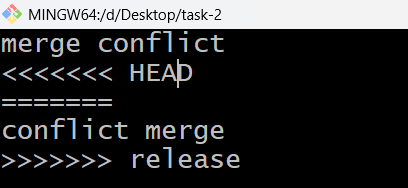 MINGW64:/d/Desktop/task-2
merge conflict
<<<<<<< HEAD
=======
conflict merge
>>>>>>> release